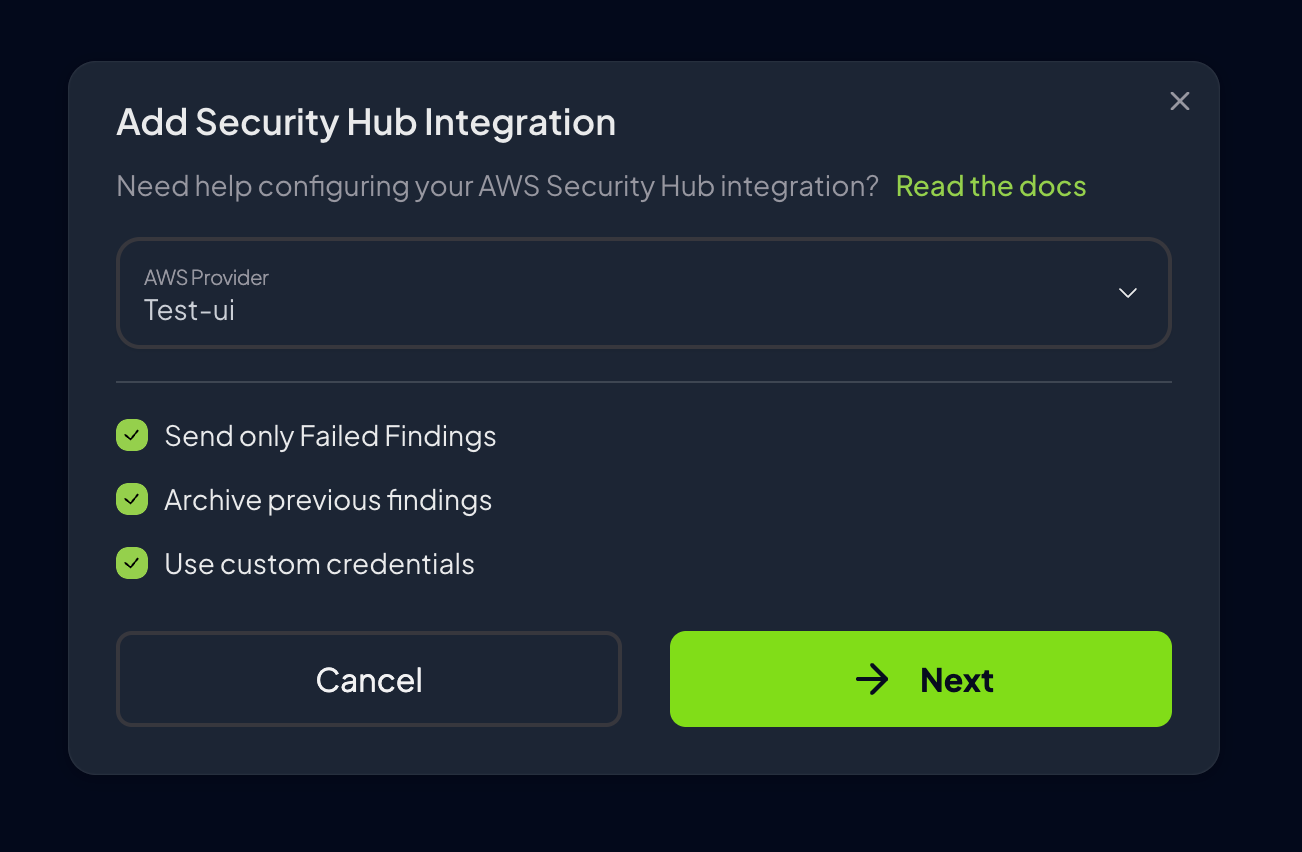 Add Security Hub Integration
Need help configuring your AWS Security Hub integration? Read the docs
AWS Provider
Test-ui
Send only Failed Findings
Archive previous findings
Use custom credentials
Cancel
Next